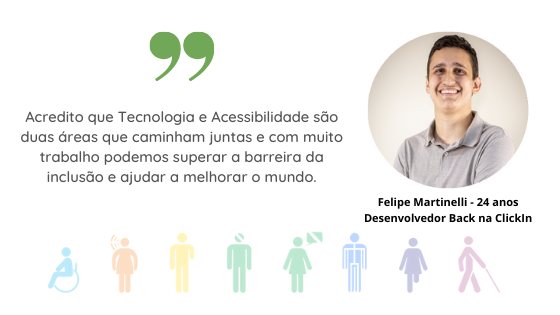 Acredito que Tecnologia e Acessibilidade são
duas áreas que caminham juntas e com muito
trabalho podemos superar a barreira da
inclusão e ajudar a melhorar o mundo.
Felipe Martinelli - 24 anos
Desenvolvedor Back na ClickIn